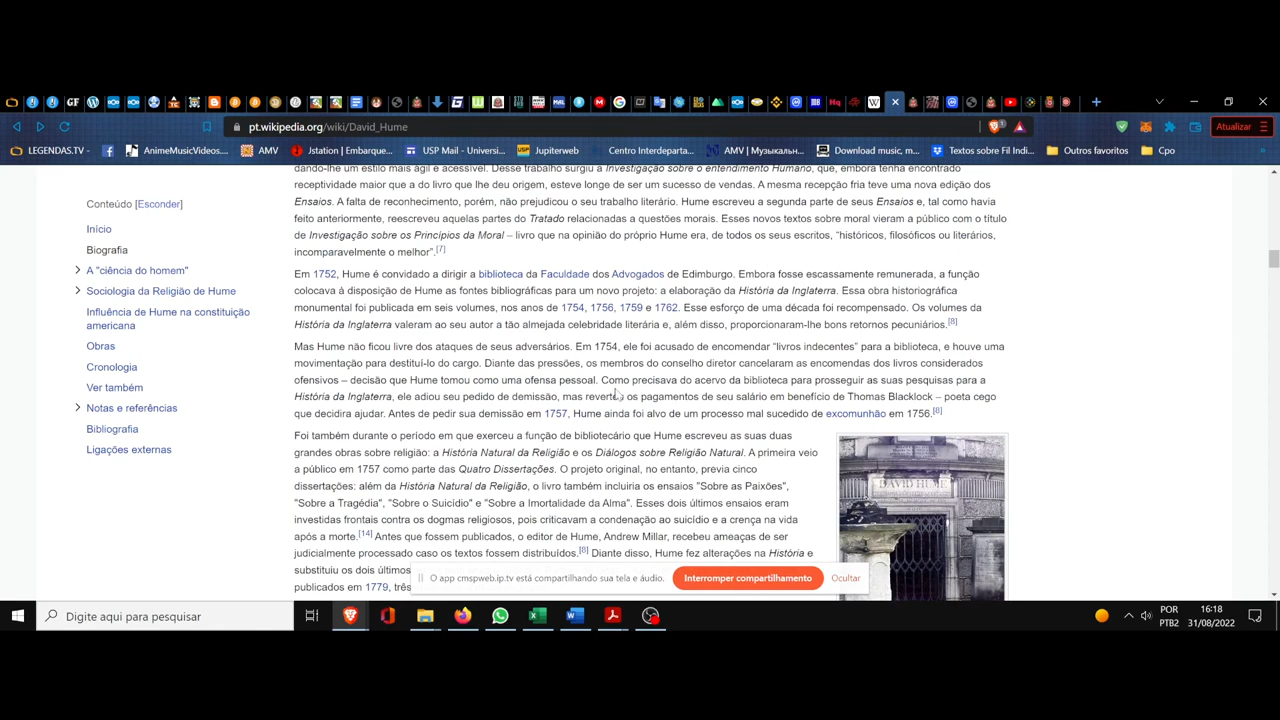 pt.wikipedia.org/wiki/David_Hume
Atualizar
LEGENDAS.TV
AnimeMusicVideos...
AMV
Jstation | Embarque...
USP Mail - Universi...
Jupiterweb
Centro Interdeparta...
AMV | Музыкальн...
Download music, m...
Textos sobre Fil Indi...
Outros favoritos
Cpo
Conteúdo [Esconder]
Início
Biografia
A "ciência do homem"
Sociologia da Religião de Hume
Influência de Hume na constituição
americana
Obras
Cronologia
Ver também
Notas e referências
Bibliografia
Ligações externas
dando-lhe um estilo mais ágil e acessível. Desse trabalho surgiu a Investigação sobre o entendimento Humano, que, embora tenha encontrado
receptividade maior que a do livro que lhe deu origem, esteve longe de ser um sucesso de vendas. A mesma recepção fria teve uma nova edição dos
Ensaios. A falta de reconhecimento, porém, não prejudicou o seu trabalho literário. Hume escreveu a segunda parte de seus Ensaios e, tal como havia
feito anteriormente, reescreveu aquelas partes do Tratado relacionadas a questões morais. Esses novos textos sobre moral vieram a público com o título
de Investigação sobre os Princípios da Moral – livro que na opinião do próprio Hume era, de todos os seus escritos, “históricos, filosóficos ou literários,
incomparavelmente o melhor”.[7]
Em 1752, Hume é convidado a dirigir a biblioteca da Faculdade dos Advogados de Edimburgo. Embora fosse escassamente remunerada, a função
colocava à disposição de Hume as fontes bibliográficas para um novo projeto: a elaboração da História da Inglaterra. Essa obra historiográfica
monumental foi publicada em seis volumes, nos anos de 1754, 1756, 1759 e 1762. Esse esforço de uma década foi recompensado. Os volumes da
História da Inglaterra valeram ao seu autor a tão almejada celebridade literária e, além disso, proporcionaram-lhe bons retornos pecuniários.[8]
Mas Hume não ficou livre dos ataques de seus adversários. Em 1754, ele foi acusado de encomendar “livros indecentes” para a biblioteca, e houve uma
movimentação para destituí-lo do cargo. Diante das pressões, os membros do conselho diretor cancelaram as encomendas dos livros considerados
ofensivos – decisão que Hume tomou como uma ofensa pessoal. Como precisava do acervo da biblioteca para prosseguir as suas pesquisas para a
História da Inglaterra, ele adiou seu pedido de demissão, mas reverteu os pagamentos de seu salário em benefício de Thomas Blacklock – poeta cego
que decidira ajudar. Antes de pedir sua demissão em 1757, Hume ainda foi alvo de um processo mal sucedido de excomunhão em 1756.[6]
Foi também durante o período em que exerceu a função de bibliotecário que Hume escreveu as suas duas
grandes obras sobre religião: a História Natural da Religião e os Diálogos sobre Religião Natural. A primeira veio
a público em 1757 como parte das Quatro Dissertações. O projeto original, no entanto, previa cinco
dissertações: além da História Natural da Religião, o livro também incluiria os ensaios "Sobre as Paixões",
"Sobre a Tragédia", "Sobre o Suicídio" e "Sobre a Imortalidade da Alma". Esses dois últimos ensaios eram
investidas frontais contra os dogmas religiosos, pois criticavam a condenação ao suicídio e a crença na vida
após a morte.[14] Antes que fossem publicados, o editor de Hume, Andrew Millar, recebeu ameaças de ser
judicialmente processado caso os textos fossem distribuídos.[8] Diante disso, Hume fez alterações na História e
substituiu os dois últimos
publicados em 1779, três
DAVID HUME
O app cmspweb.ip.tv está compartilhando sua tela e áudio.
Interromper compartilhamento
Ocultar
Digite aqui para pesquisar
POR
PTB2
16:18
31/08/2022